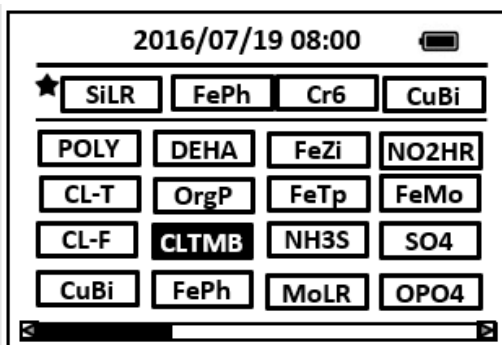 2016/07/19 08:00
SiLR FePh Cr6 CuBi
POLY DEHA FeZi NO2HR
CL-T OrgP FeTp FeMo
CL-F CLTMB NH3S SO4
CuBi FePh MoLR OPO4